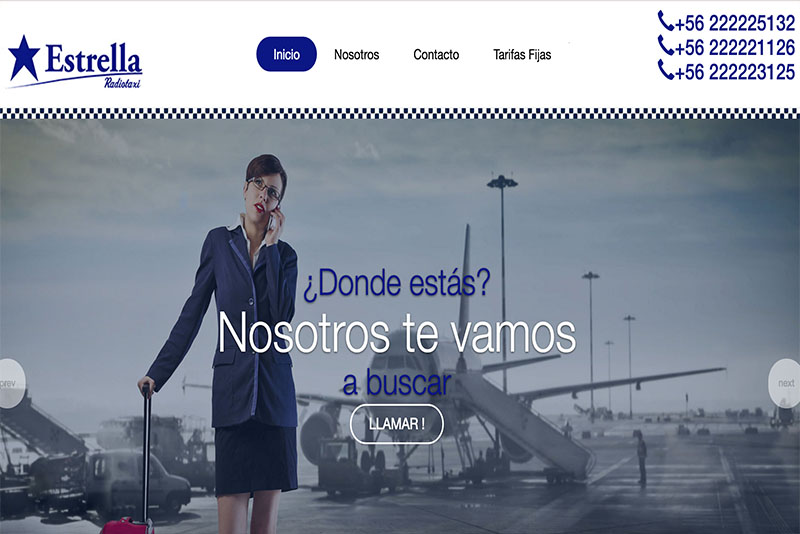 Estrella
Radiotaxi
Inicio
Nosotros
Contacto
Tarifas Fijas
+56 222225132
+56 222221126
+56 222223125
¿Donde estás?
Nosotros te vamos
a buscar
LLAMAR !
prev
next